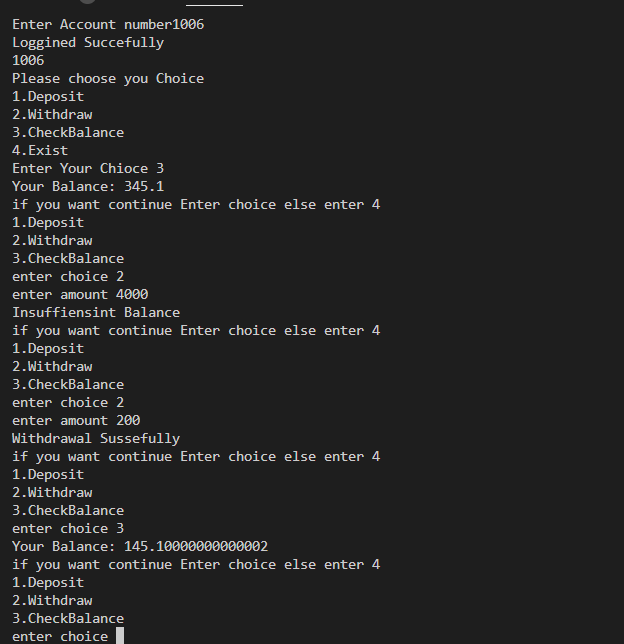 Enter Account number1006
Loggined Succefully
1006
Please choose you Choice
1.Deposit
2.Withdraw
3.CheckBalance
4.Exist
Enter Your Chioce 3
Your Balance: 345.1
if you want continue Enter choice else enter 4
1.Deposit
2.Withdraw
3.CheckBalance
enter choice 2
enter amount 4000
Insuffiensint Balance
if you want continue Enter choice else enter 4
1.Deposit
2.Withdraw
3.CheckBalance
enter choice 2
enter amount 200
Withdrawal Sussefully
if you want continue Enter choice else enter 4
1.Deposit
2.Withdraw
3.CheckBalance
enter choice 3
Your Balance: 145.10000000000002
if you want continue Enter choice else enter 4
1.Deposit
2.Withdraw
3.CheckBalance
enter choice